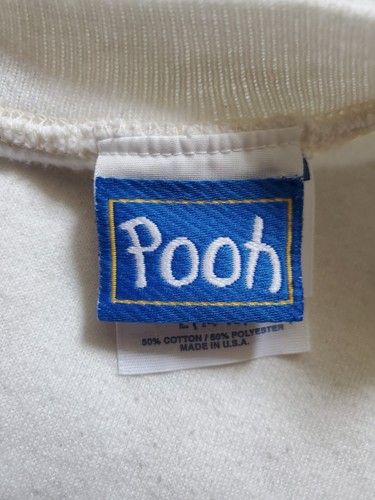 Pooh
50% COTTON / 50% POLYESTER
MADE IN U.S.A.